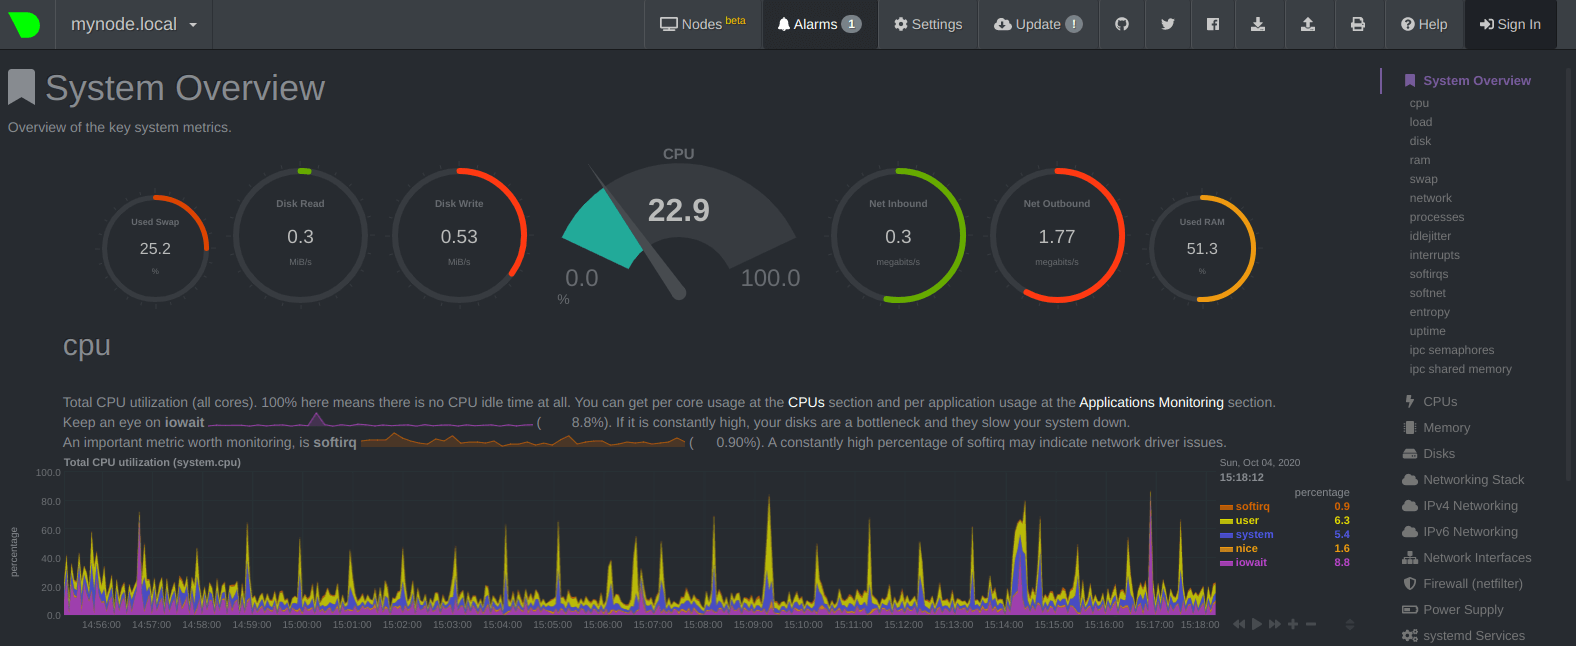 mynode.local
Nodes beta
Alarms 1
Settings
Update !
Help
Sign In
System Overview
Overview of the key system metrics.
Used Swap
25.2
%
Disk Read
0.3
MiB/s
Disk Write
0.53
MiB/s
CPU
22.9
0.0
100.0
%
Net Inbound
0.3
megabits/s
Net Outbound
1.77
megabits/s
Used RAM
51.3
%
cpu
Total CPU utilization (all cores). 100% here means there is no CPU idle time at all. You can get per core usage at the CPUs section and per application usage at the Applications Monitoring section.
Keep an eye on iowait ( 8.8%). If it is constantly high, your disks are a bottleneck and they slow your system down.
An important metric worth monitoring, is softirq ( 0.90%). A constantly high percentage of softirq may indicate network driver issues.
Total CPU utilization (system.cpu)
percentage
100.0
80.0
60.0
40.0
20.0
0.0
14:56:00 14:57:00 14:58:00 14:59:00 15:00:00 15:01:00 15:02:00 15:03:00 15:04:00 15:05:00 15:06:00 15:07:00 15:08:00 15:09:00 15:10:00 15:11:00 15:12:00 15:13:00 15:14:00 15:15:00 15:16:00 15:17:00 15:18:00
Sun, Oct 04, 2020
15:18:12
percentage
softirq 0.9
user 6.3
system 5.4
nice 1.6
iowait 8.8
System Overview
cpu
load
disk
ram
swap
network
processes
idlejitter
interrupts
softirqs
softnet
entropy
uptime
ipc semaphores
ipc shared memory
CPUs
Memory
Disks
Networking Stack
IPv4 Networking
IPv6 Networking
Network Interfaces
Firewall (netfilter)
Power Supply
systemd Services